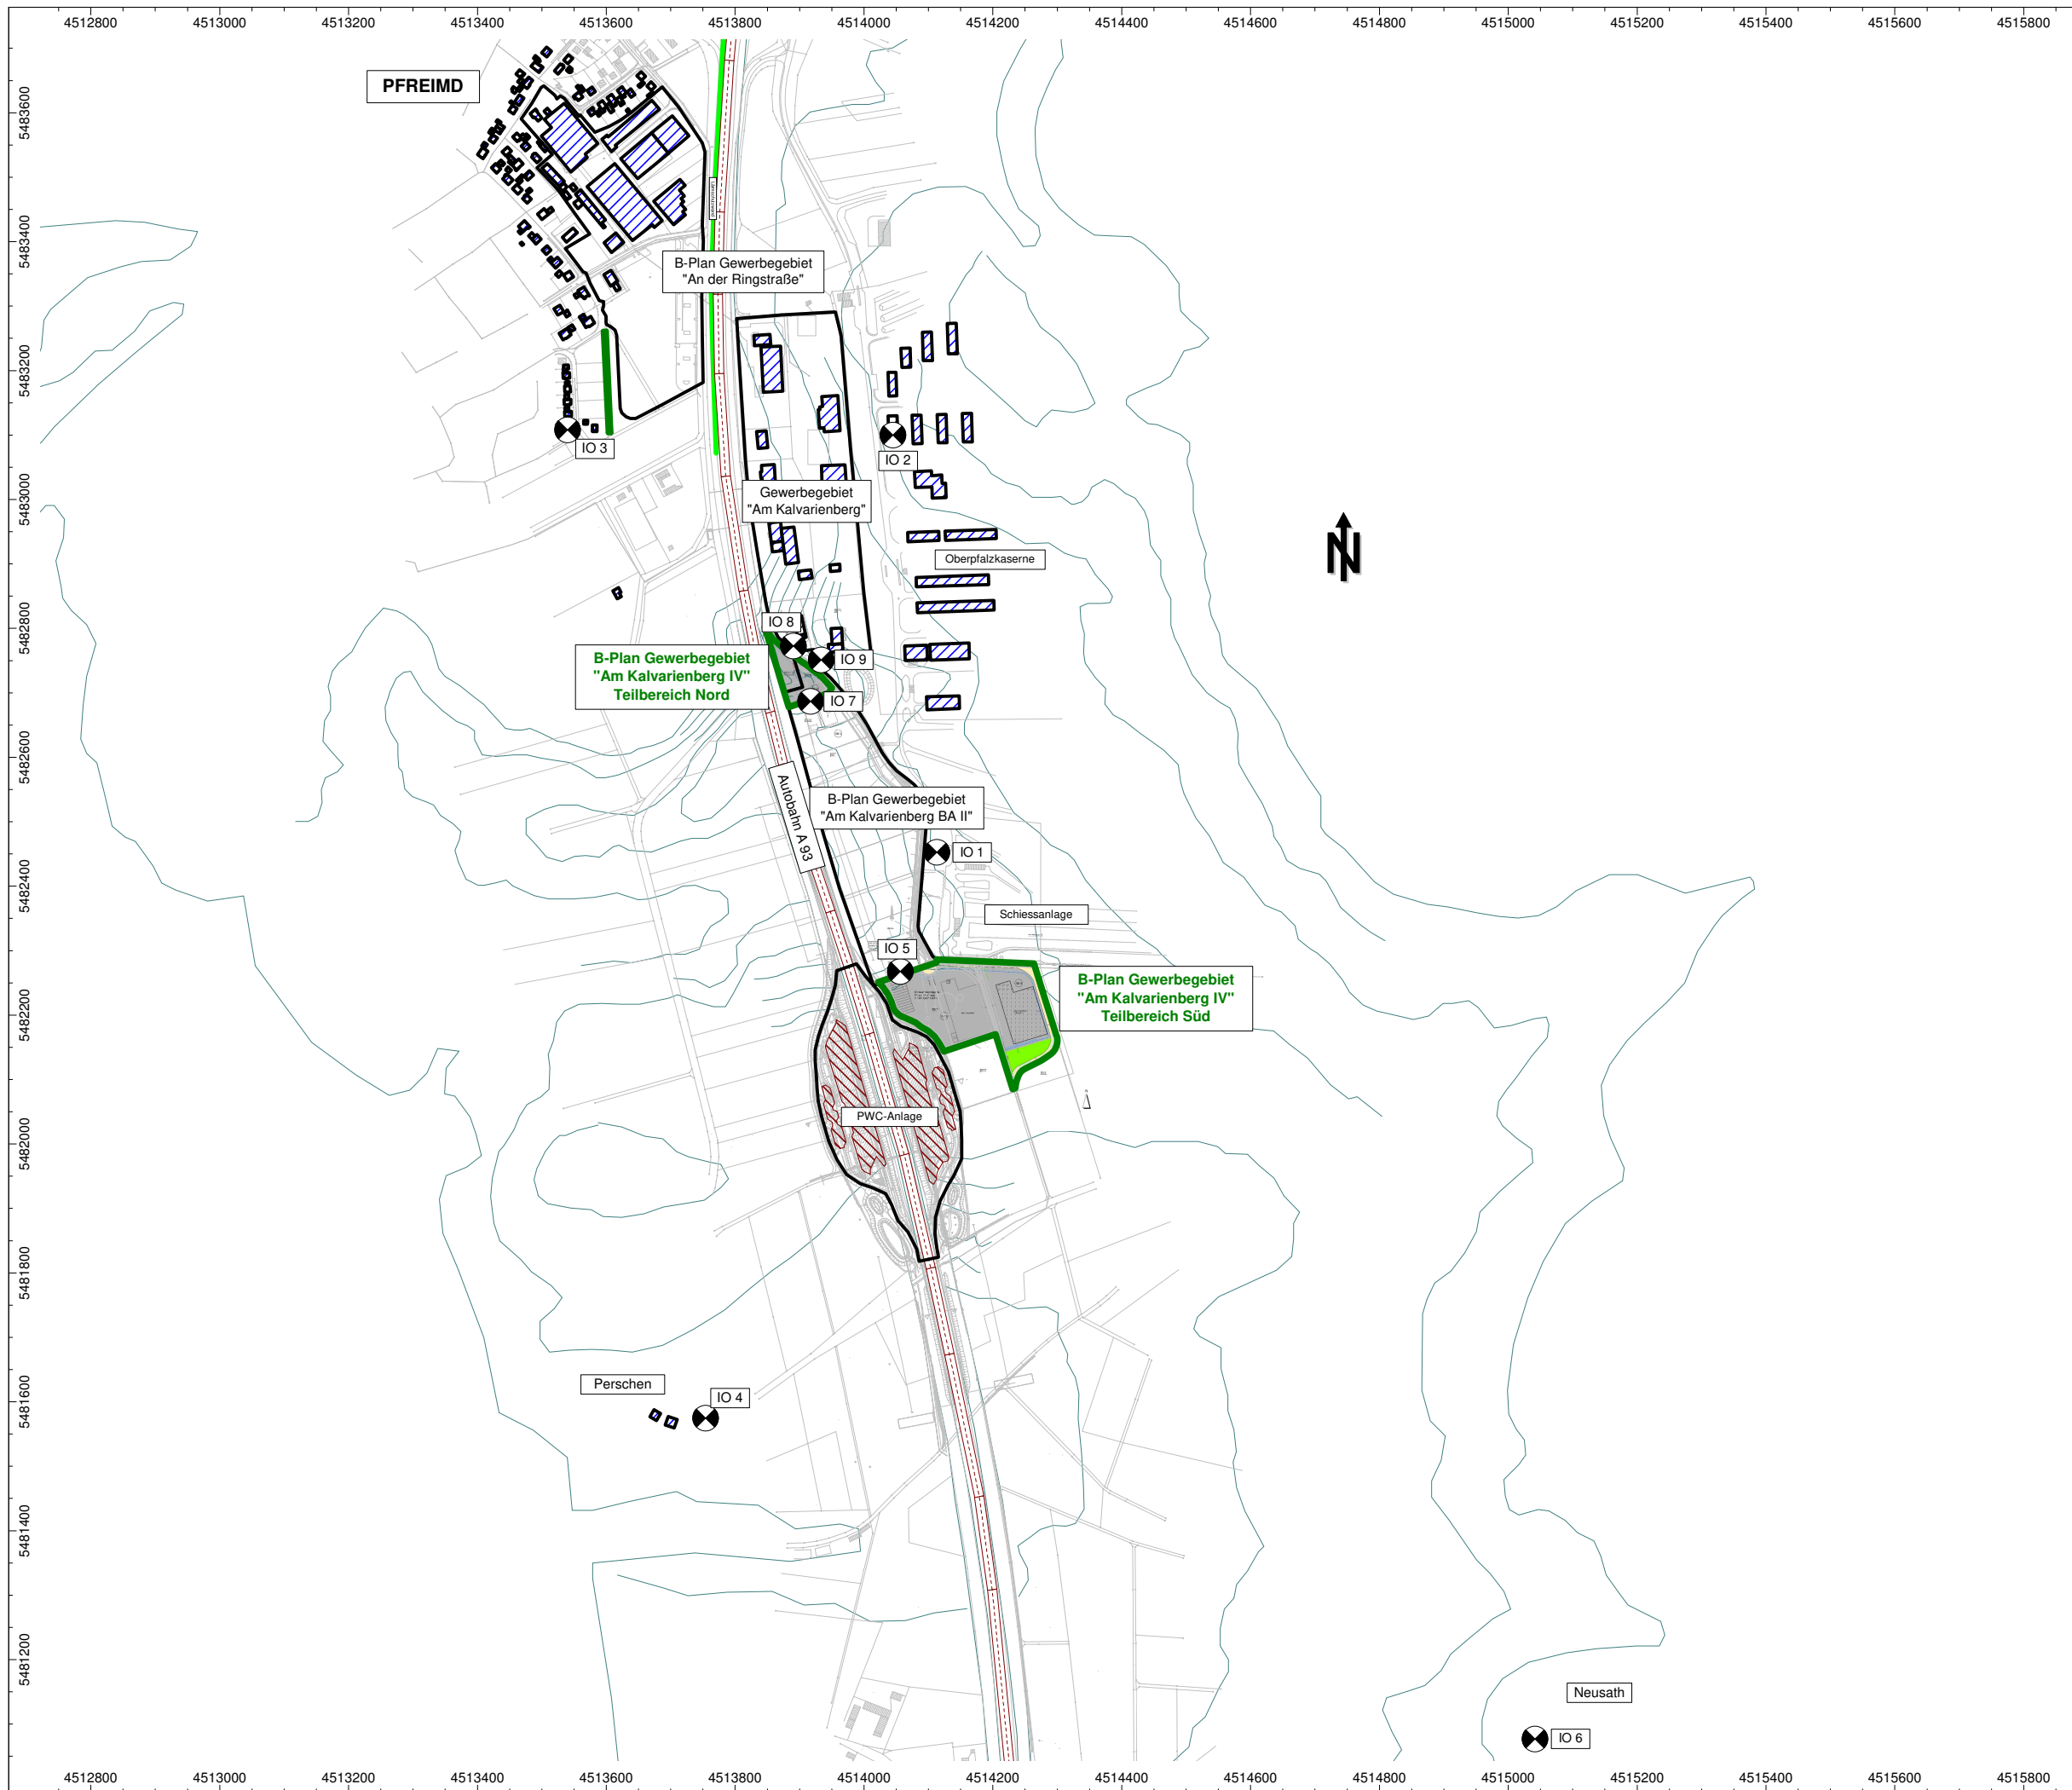 4512800 4513000 4513200 4513400 4513600 4513800 4514000 4514200 4514400 4514600 4514800 4515000 4515200 4515400 4515600 4515800
5483600
5483400
5483200
5483000
5482800
5482600
5482400
5482200
5482000
5481800
5481600
5481400
5481200
PFREIMD
B-Plan Gewerbegebiet
"An der Ringstraße"
IO 3
IO 2
Gewerbegebiet
"Am Kalvarienberg"
Oberpfalzkaserne
N
IO 8
IO 9
B-Plan Gewerbegebiet
"Am Kalvarienberg IV"
Teilbereich Nord
IO 7
Autobahn A 93
B-Plan Gewerbegebiet
"Am Kalvarienberg BA II"
IO 1
Schiessanlage
IO 5
B-Plan Gewerbegebiet
"Am Kalvarienberg IV"
Teilbereich Süd
PWC-Anlage
Perschen
IO 4
Neusath
IO 6
4512800 4513000 4513200 4513400 4513600 4513800 4514000 4514200 4514400 4514600 4514800 4515000 4515200 4515400 4515600 4515800